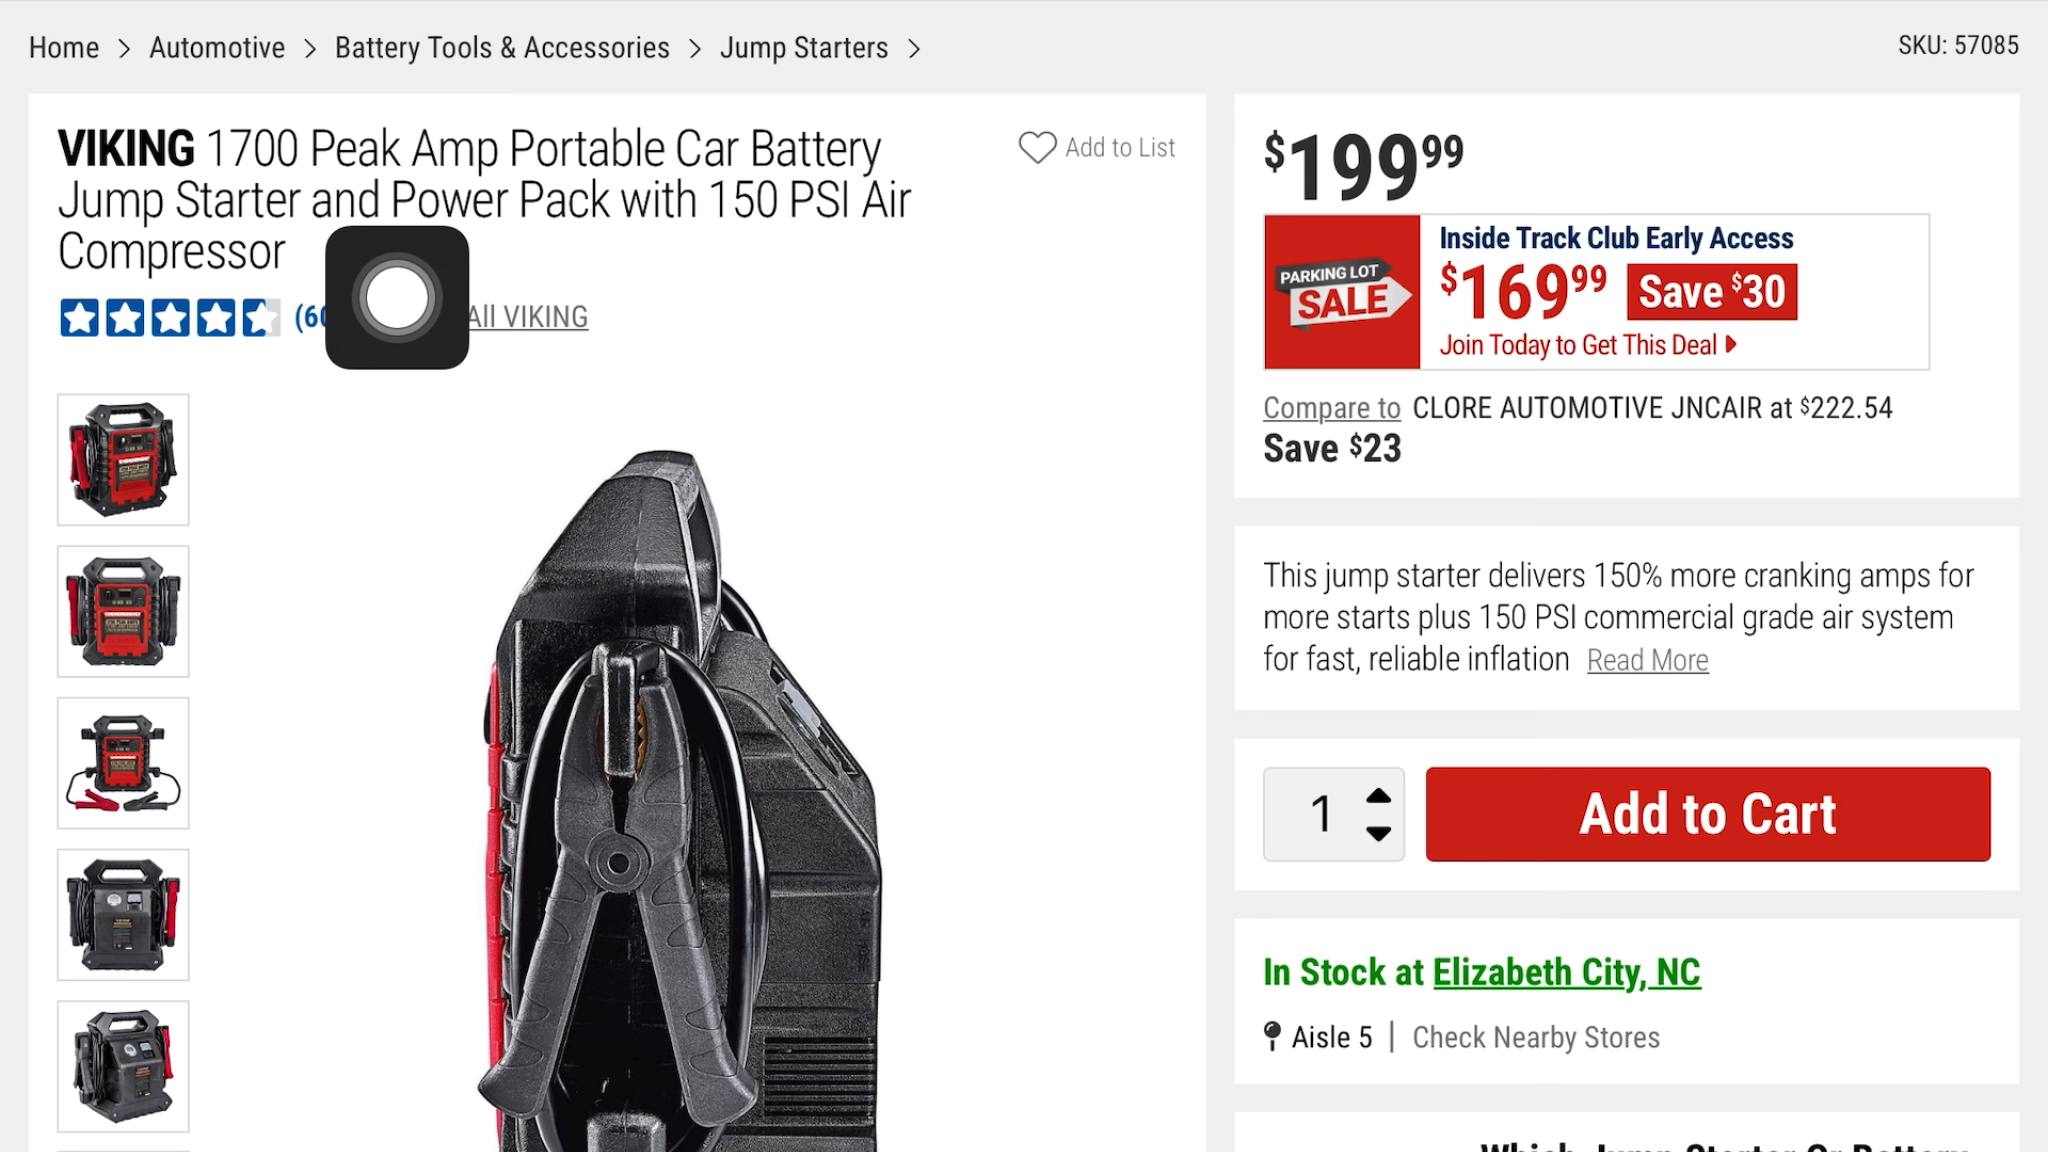 Home > Automotive > Battery Tools & Accessories > Jump Starters >
SKU: 57085
VIKING 1700 Peak Amp Portable Car Battery
Jump Starter and Power Pack with 150 PSI Air
Compressor
Add to List
All VIKING
$199 99
PARKING LOT
SALE
Inside Track Club Early Access
$169 99 Save $30
Join Today to Get This Deal
Compare to CLORE AUTOMOTIVE JNCAIR at $222.54
Save $23
This jump starter delivers 150% more cranking amps for
more starts plus 150 PSI commercial grade air system
for fast, reliable inflation Read More
1
Add to Cart
In Stock at Elizabeth City, NC
Aisle 5 | Check Nearby Stores
Which Jump Starter Or Battery